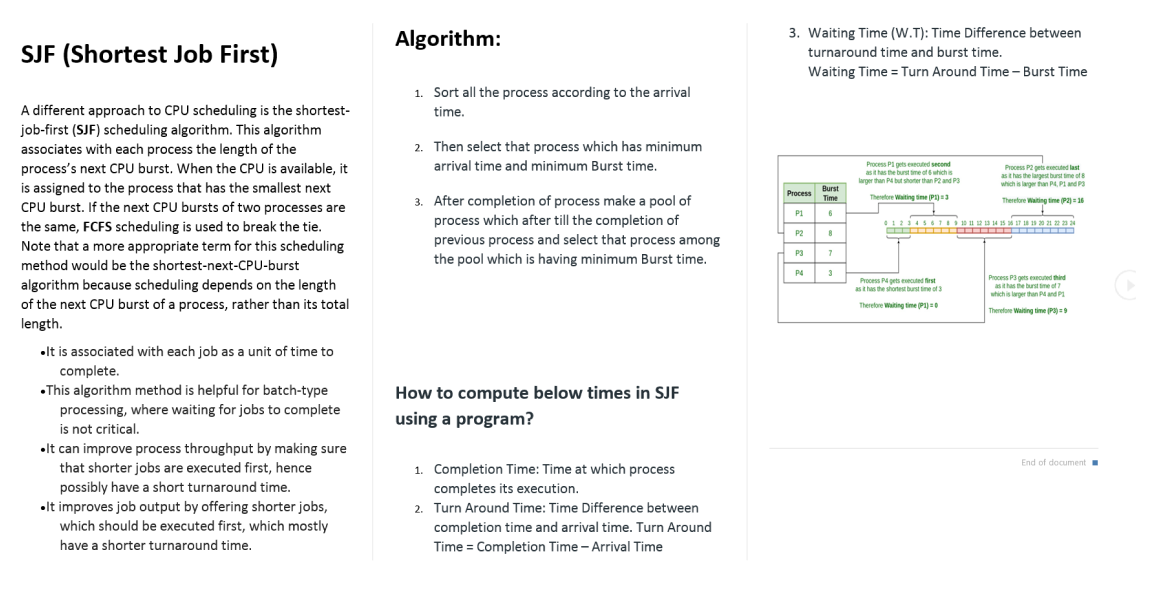 SJF (Shortest Job First)
A different approach to CPU scheduling is the shortest-
job-first (SJF) scheduling algorithm. This algorithm
associates with each process the length of the
process's next CPU burst. When the CPU is available, it
is assigned to the process that has the smallest next
CPU burst. If the next CPU bursts of two processes are
the same, FCFS scheduling is used to break the tie.
Note that a more appropriate term for this scheduling
method would be the shortest-next-CPU-burst
algorithm because scheduling depends on the length
of the next CPU burst of a process, rather than its total
length.
•It is associated with each job as a unit of time to
complete.
•This algorithm method is helpful for batch-type
processing, where waiting for jobs to complete
is not critical.
•It can improve process throughput by making sure
that shorter jobs are executed first, hence
possibly have a short turnaround time.
•It improves job output by offering shorter jobs,
which should be executed first, which mostly
have a shorter turnaround time.
Algorithm:
1. Sort all the process according to the arrival
time.
2. Then select that process which has minimum
arrival time and minimum Burst time.
3. After completion of process make a pool of
process which after till the completion of
previous process and select that process among
the pool which is having minimum Burst time.
How to compute below times in SJF
using a program?
1. Completion Time: Time at which process
completes its execution.
2. Turn Around Time: Time Difference between
completion time and arrival time. Turn Around
Time = Completion Time – Arrival Time
3. Waiting Time (W.T): Time Difference between
turnaround time and burst time.
Waiting Time = Turn Around Time – Burst Time
Process P1 gets executed second
as it has the burst time of 6 which is
larger than P4 but shorter than P2 and P3
Therefore Waiting time (P1) = 3
Process P2 gets executed last
as it has the largest burst time of 8
which is larger than P4, P1 and P3
Therefore Waiting time (P2) = 16
Process Burst Time
P1 6
P2 8
P3 7
P4 3
0 1 2 3 4 5 6 7 8 9 10 11 12 13 14 15 16 17 18 19 20 21 22 23 24
Process P4 gets executed first
as it has the shortest burst time of 3
Therefore Waiting time (P1) = 0
Process P3 gets executed third
as it has the burst time of 7
which is larger than P4 and P1
Therefore Waiting time (P3) = 9
End of document